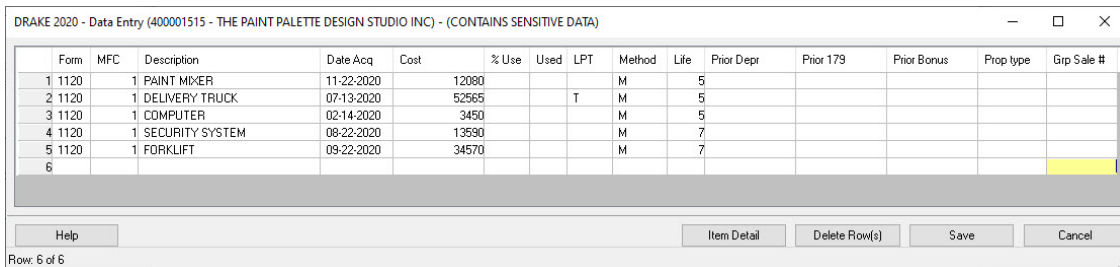 DRAKE 2020 - Data Entry (400001515 - THE PAINT PALETTE DESIGN STUDIO INC) - (CONTAINS SENSITIVE DATA)
Form MFC Description Date Acq Cost % Use Used LPT Method Life Prior Depr Prior 179 Prior Bonus Prop type Grp Sale #
1 1120 1 PAINT MIXER 11-22-2020 12080 M 5
2 1120 1 DELIVERY TRUCK 07-13-2020 52565 T M 5
3 1120 1 COMPUTER 02-14-2020 3450 M 5
4 1120 1 SECURITY SYSTEM 08-22-2020 13590 M 7
5 1120 1 FORKLIFT 09-22-2020 34570 M 7
6
Help Item Detail Delete Row(s) Save Cancel
Row: 6 of 6